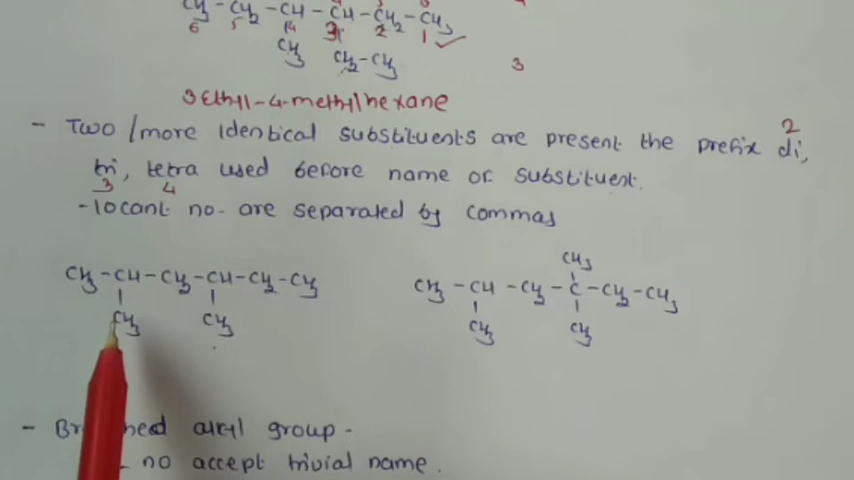 CH3-CH2-CH-CH-CH2-CH3
6 5 4 3 2 1
CH3 CH2-CH3
3
3Ethyl-4-methylhexane
- Two /more identical substituents are present the prefix di,
2
tri, tetra used before name of substituent.
3 4
- locant no- are separated by commas
CH3
CH3-CH-CH2-CH-CH2-CH3 CH3-CH-CH2-C-CH2-CH3
CH3 CH3 CH3 CH3
- Br hed alkyl group-
- no accept trivial name.